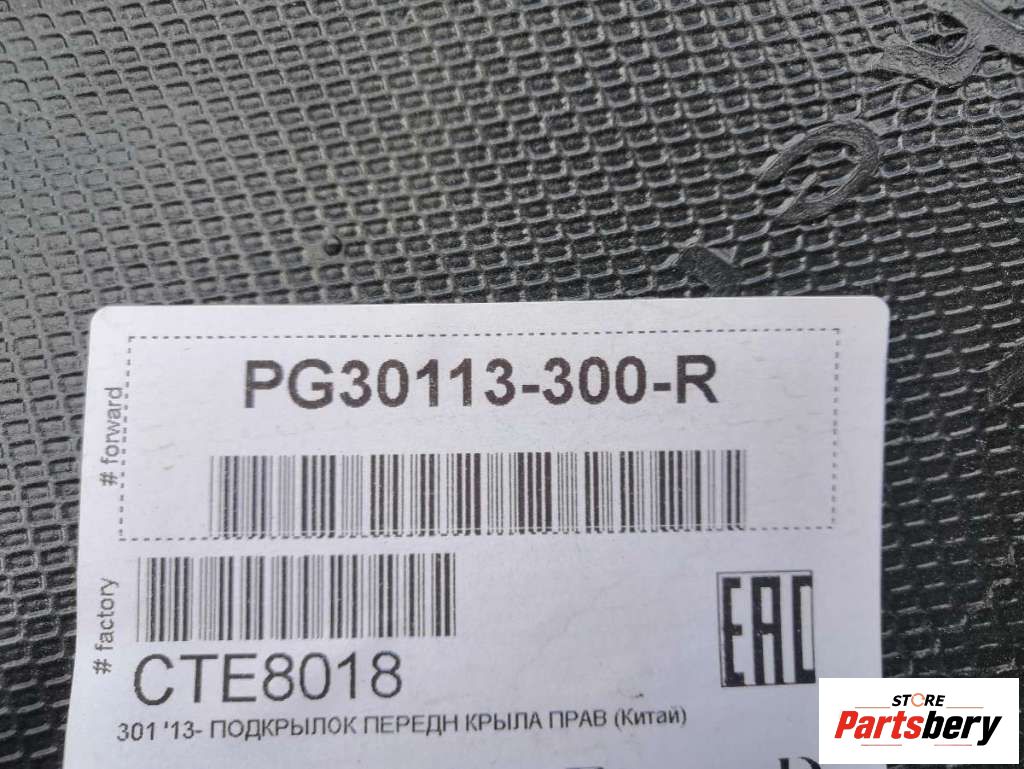 PG30113-300-R
# forward
# factory
CTE8018
EAC
301 '13- ПОДКРЫЛОК ПЕРЕДН КРЫЛА ПРАВ (Китай)
STORE
Partsbery